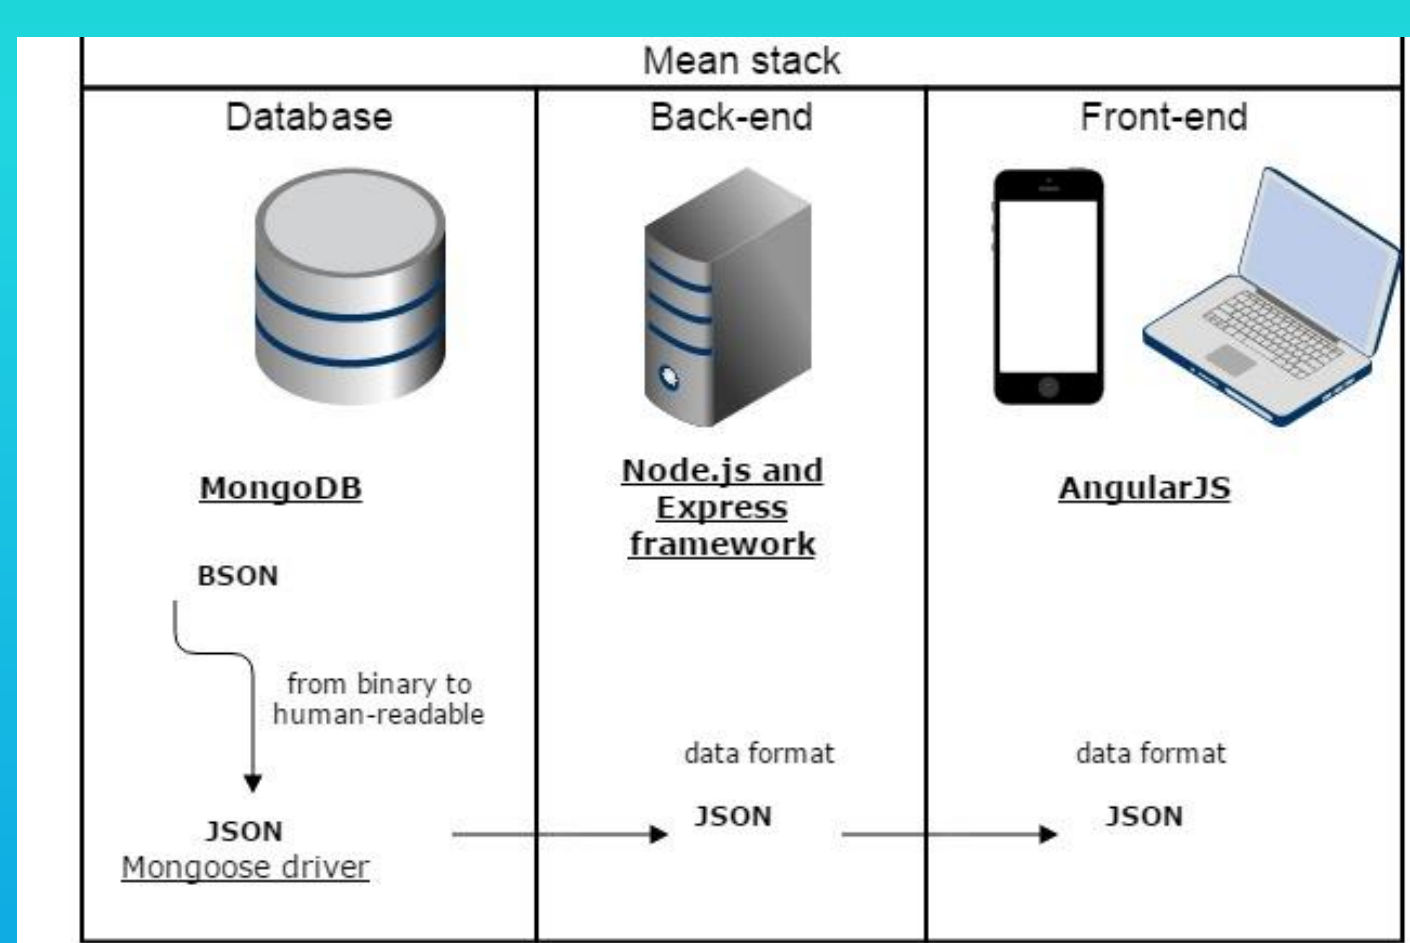 Mean stack
Database
Back-end
Front-end
MongoDB
Node.js and
Express
framework
AngularJS
BSON
from binary to
human-readable
data format
data format
JSON
Mongoose driver
JSON
JSON